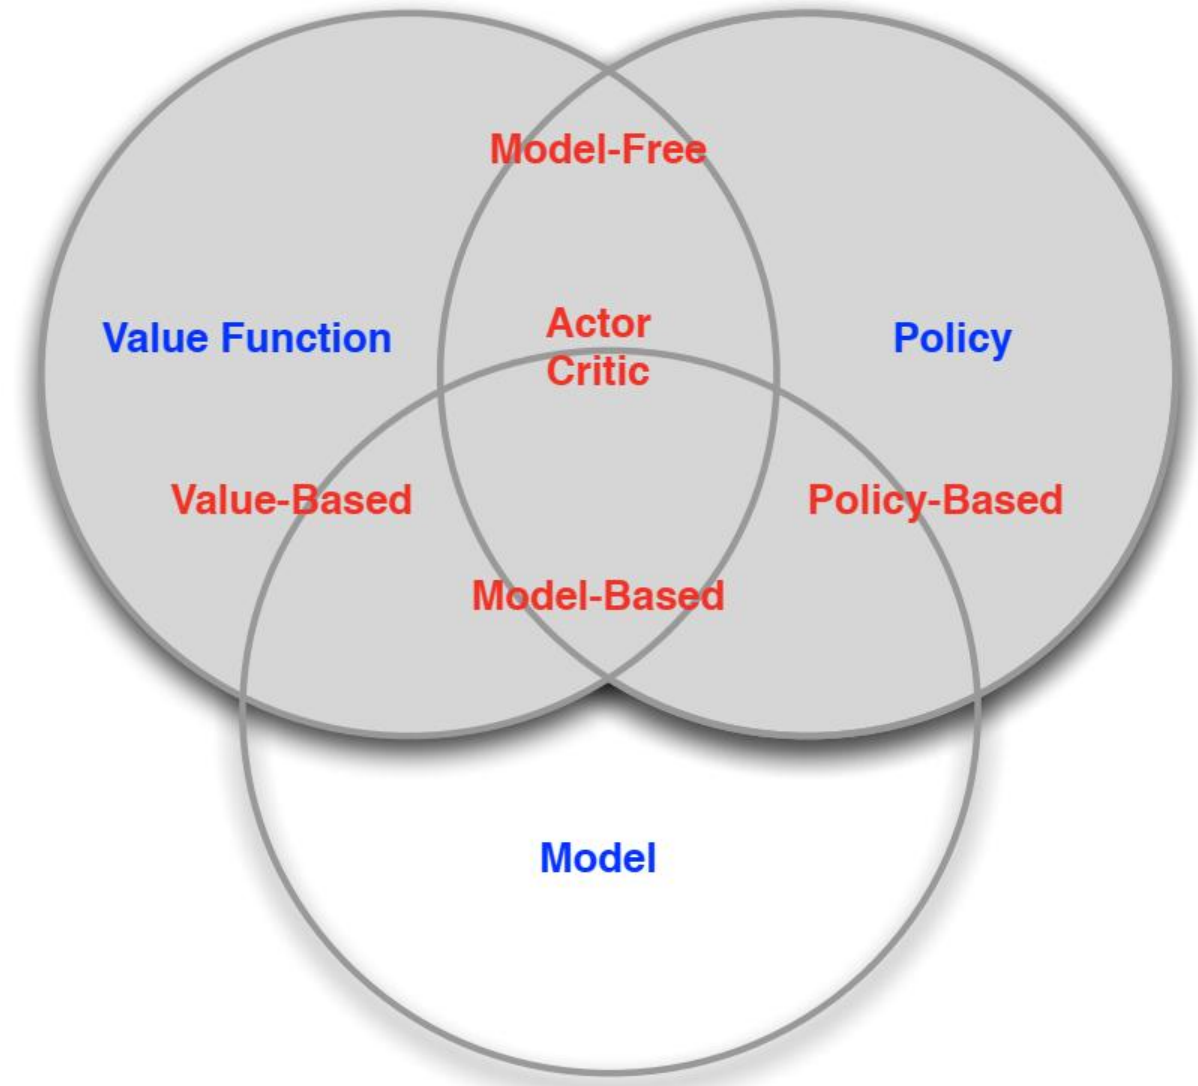 Model-Free
Value Function
Actor
Critic
Policy
Value-Based
Policy-Based
Model-Based
Model